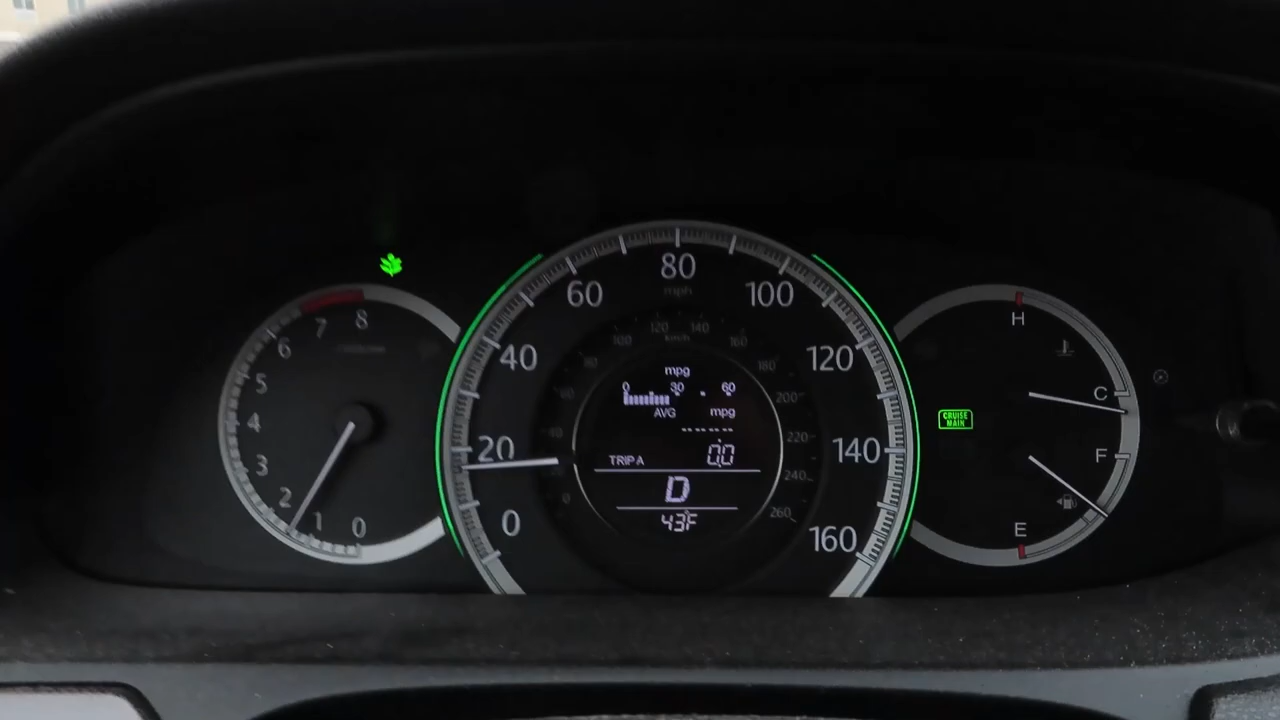 8
7
6
5
4
3
2
1
0
0
20
40
60
80
100
120
140
160
mph
100
120
140
160
180
200
220
240
260
km/h
mpg
0 30 60
AVG mpg
------
TRIP A 0.0
D
43F
CRUISE
MAIN
H
C
F
E